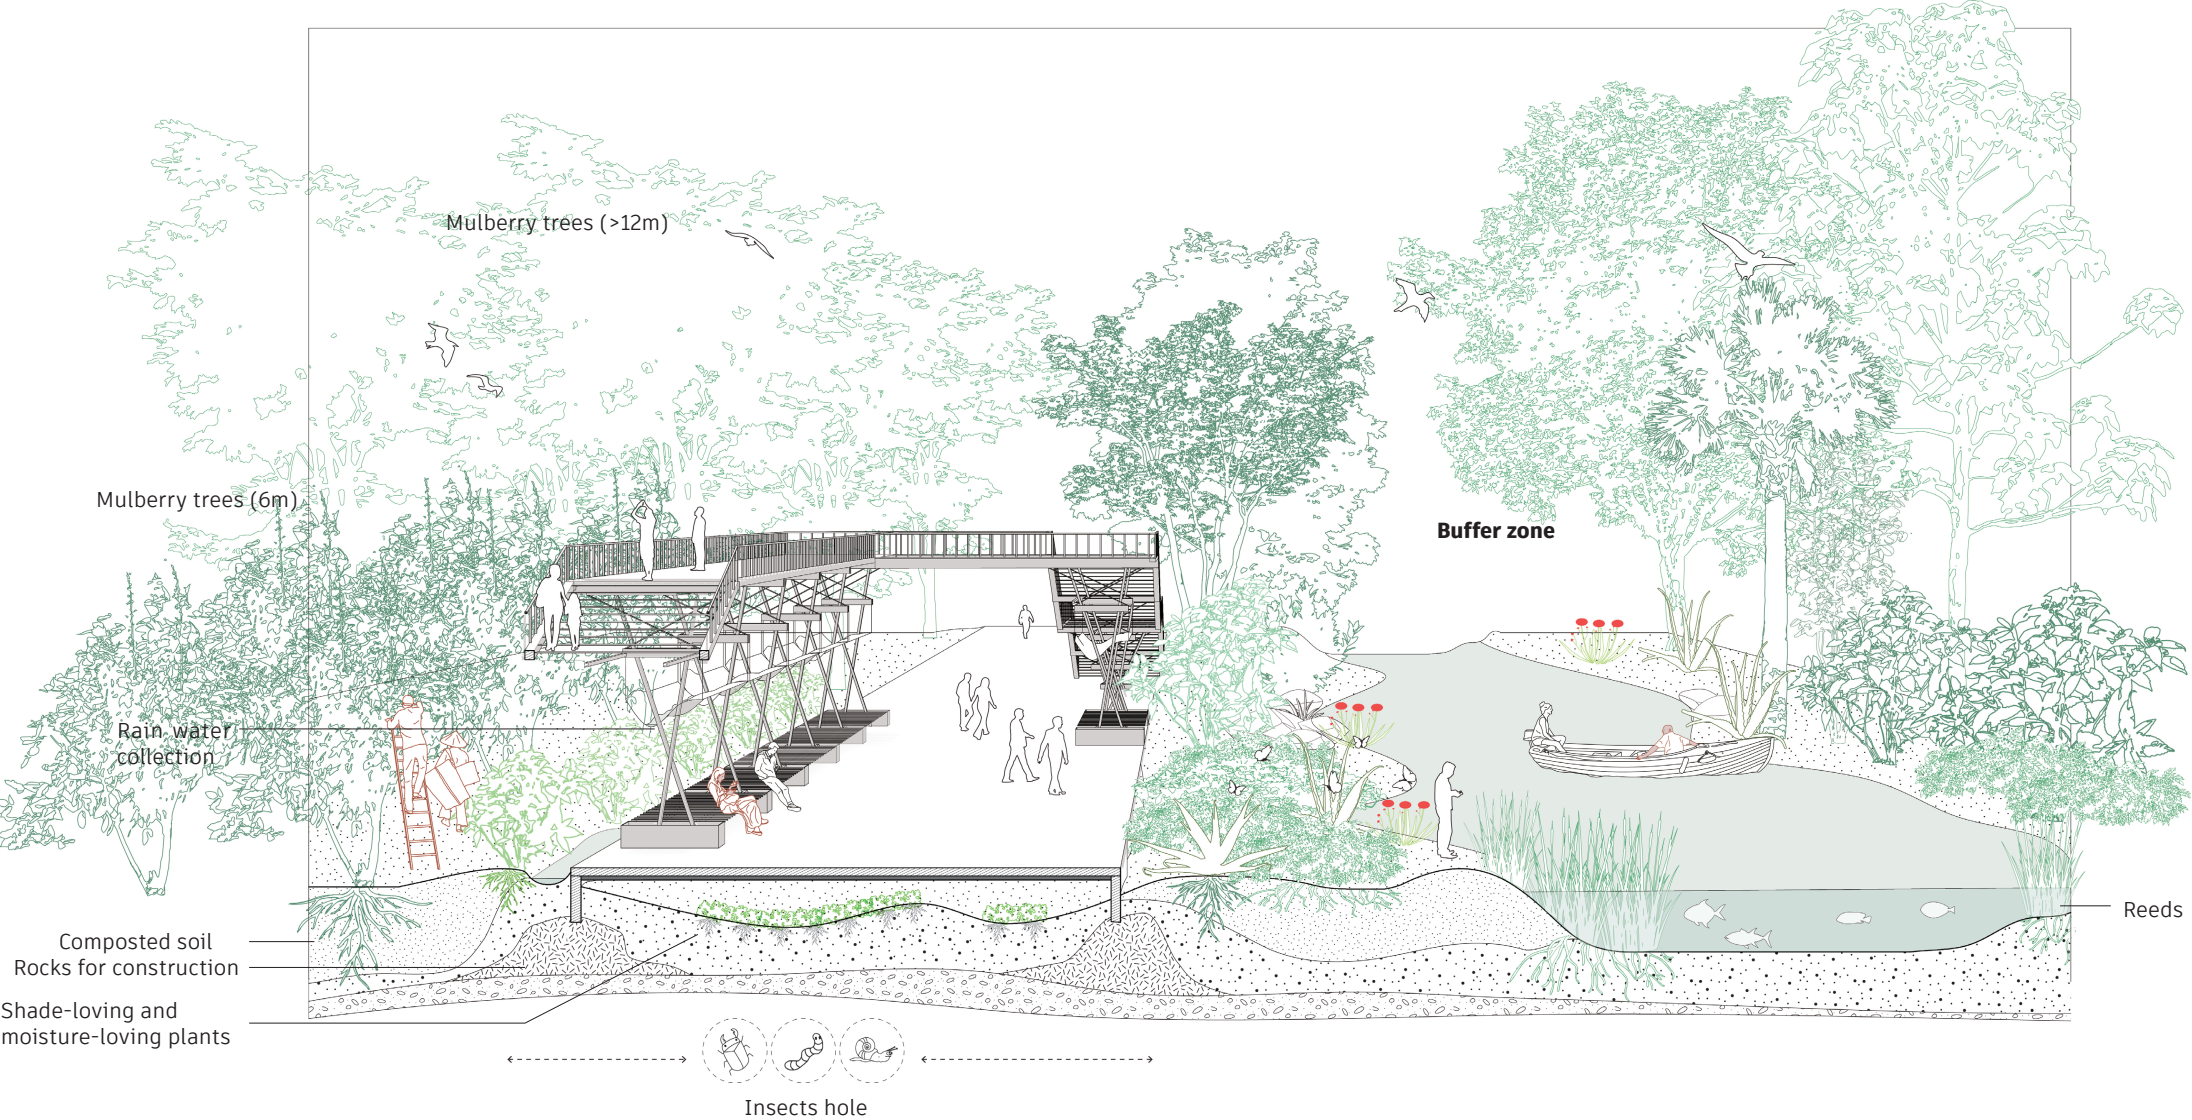 Mulberry trees (>12m)
Mulberry trees (6m)
Buffer zone
Rain water
collection
Reeds
Composted soil
Rocks for construction
Shade-loving and
moisture-loving plants
Insects hole